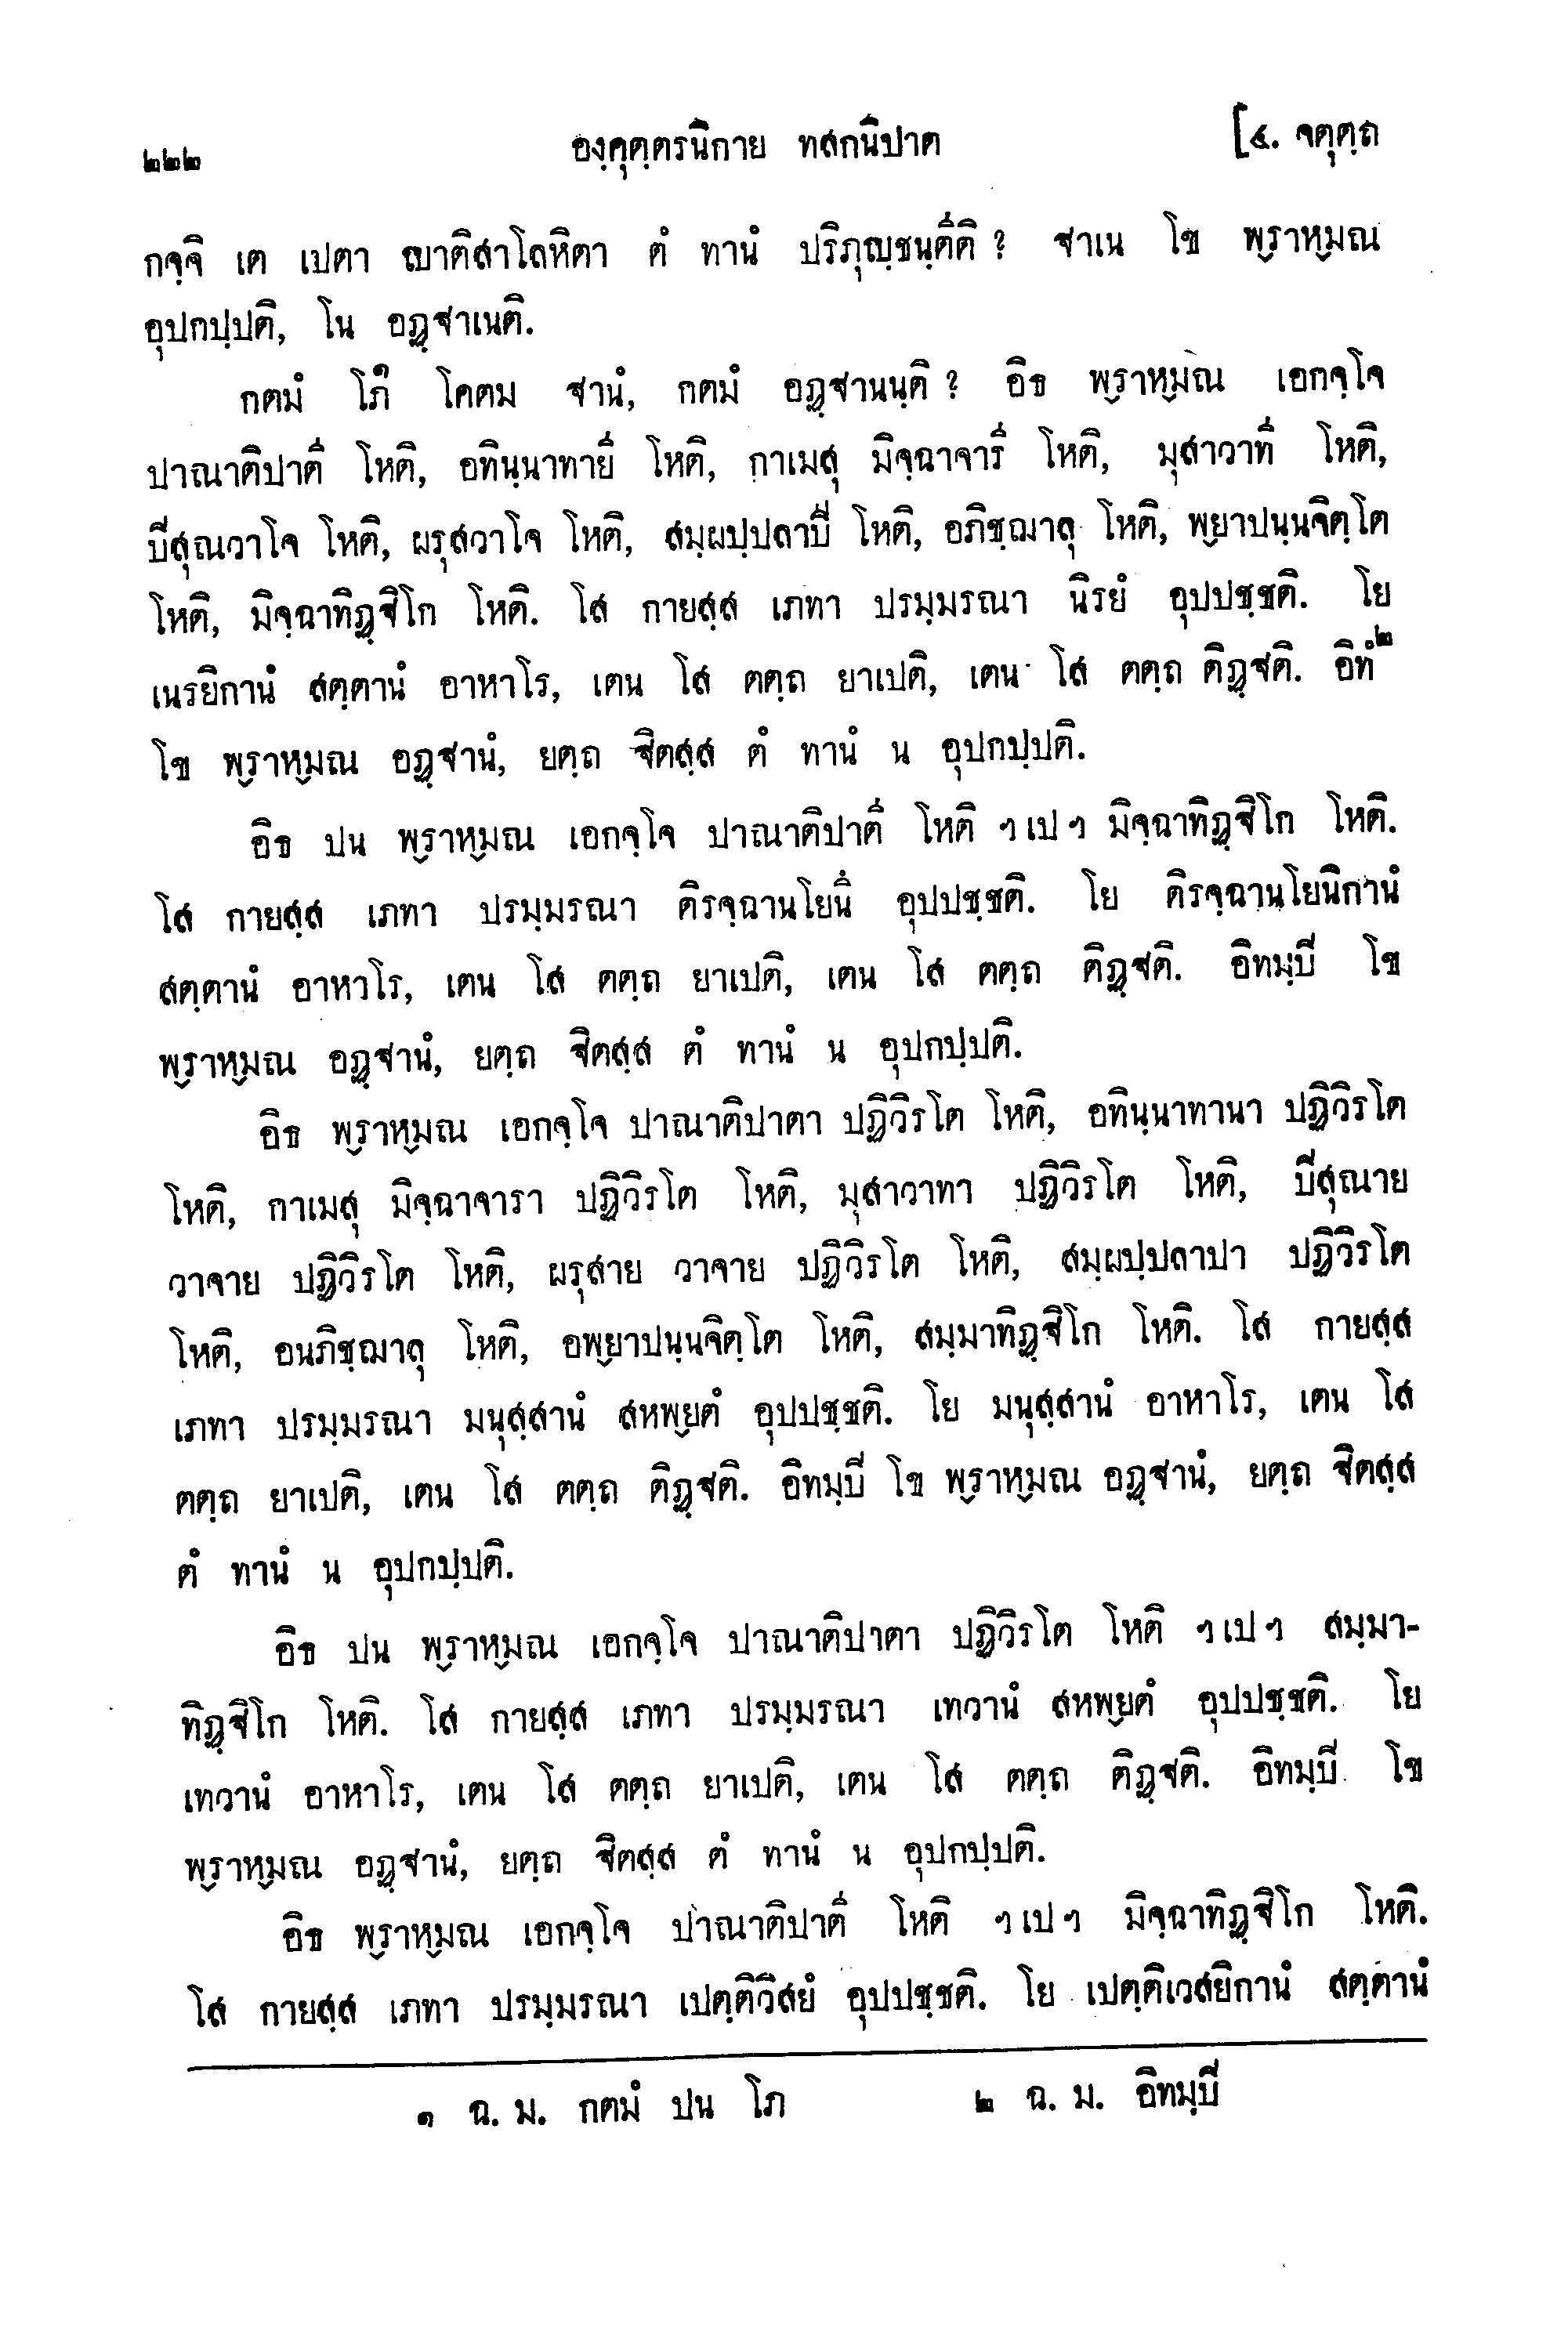 ๒๒๒ องฺคุตฺตรนิกาย ทสกนิปาต [๔. จตุตฺถ
กจฺจิ เต เปตา ญาติสาโลหิตา ตํ ทานํ ปริภุญฺชนฺตีติ ? ฐาเน โข พฺราหฺมณ
อุปกปฺปติ, โน อฏฺฐาเนติ.
กตมํ โภ๑ โคตม ฐานํ, กตมํ อฏฺฐานนฺติ ? อิธ พฺราหฺมณ เอกจฺโจ
ปาณาติปาตี โหติ, อทินฺนาทายี โหติ, กาเมสุ มิจฺฉาจารี โหติ, มุสาวาที โหติ,
ปิสุณวาโจ โหติ, ผรุสวาโจ โหติ, สมฺผปฺปลาปี โหติ, อภิชฺฌาลุ โหติ, พฺยาปนฺนจิตฺโต
โหติ, มิจฺฉาทิฏฺฐิโก โหติ. โส กายสฺส เภทา ปรมฺมรณา นิรยํ อุปปชฺชติ. โย
เนรยิกานํ สตฺตานํ อาหาโร, เตน โส ตตฺถ ยาเปติ, เตน โส ตตฺถ ติฏฺฐติ. อิทํ๒
โข พฺราหฺมณ อฏฺฐานํ, ยตฺถ ฐิตสฺส ตํ ทานํ น อุปกปฺปติ.
อิธ ปน พฺราหฺมณ เอกจฺโจ ปาณาติปาตี โหติ ฯเปฯ มิจฺฉาทิฏฺฐิโก โหติ.
โส กายสฺส เภทา ปรมฺมรณา ติรจฺฉานโยนึ อุปปชฺชติ. โย ติรจฺฉานโยนิกานํ
สตฺตานํ อาหาโร, เตน โส ตตฺถ ยาเปติ, เตน โส ตตฺถ ติฏฺฐติ. อิทมฺปิ โข
พฺราหฺมณ อฏฺฐานํ, ยตฺถ ฐิตสฺส ตํ ทานํ น อุปกปฺปติ.
อิธ พฺราหฺมณ เอกจฺโจ ปาณาติปาตา ปฏิวิรโต โหติ, อทินฺนาทานา ปฏิวิรโต
โหติ, กาเมสุ มิจฺฉาจารา ปฏิวิรโต โหติ, มุสาวาทา ปฏิวิรโต โหติ, ปิสุณาย
วาจาย ปฏิวิรโต โหติ, ผรุสาย วาจาย ปฏิวิรโต โหติ, สมฺผปฺปลาปา ปฏิวิรโต
โหติ, อนภิชฺฌาลุ โหติ, อพฺยาปนฺนจิตฺโต โหติ, สมฺมาทิฏฺฐิโก โหติ. โส กายสฺส
เภทา ปรมฺมรณา มนุสฺสานํ สหพฺยตํ อุปปชฺชติ. โย มนุสฺสานํ อาหาโร, เตน โส
ตตฺถ ยาเปติ, เตน โส ตตฺถ ติฏฺฐติ. อิทมฺปิ โข พฺราหฺมณ อฏฺฐานํ, ยตฺถ ฐิตสฺส
ตํ ทานํ น อุปกปฺปติ.
อิธ ปน พฺราหฺมณ เอกจฺโจ ปาณาติปาตา ปฏิวิรโต โหติ ฯเปฯ สมฺมา-
ทิฏฺฐิโก โหติ. โส กายสฺส เภทา ปรมฺมรณา เทวานํ สหพฺยตํ อุปปชฺชติ. โย
เทวานํ อาหาโร, เตน โส ตตฺถ ยาเปติ, เตน โส ตตฺถ ติฏฺฐติ. อิทมฺปิ โข
พฺราหฺมณ อฏฺฐานํ, ยตฺถ ฐิตสฺส ตํ ทานํ น อุปกปฺปติ.
อิธ พฺราหฺมณ เอกจฺโจ ปาณาติปาตี โหติ ฯเปฯ มิจฺฉาทิฏฺฐิโก โหติ.
โส กายสฺส เภทา ปรมฺมรณา เปตฺติวิสยํ อุปปชฺชติ. โย เปตฺติเวสยิกานํ สตฺตานํ
๑ ฉ. ม. กตมํ ปน โภ ๒ ฉ. ม. อิทมฺปิ